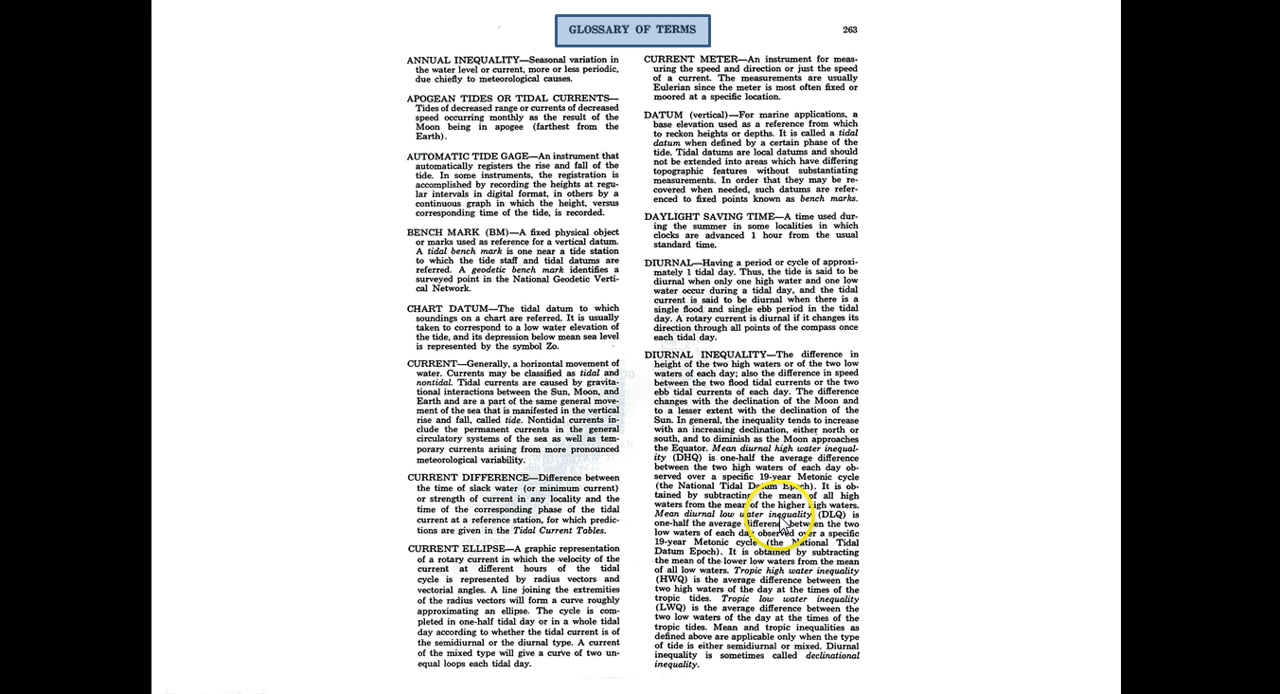 GLOSSARY OF TERMS
263
ANNUAL INEQUALITY—Seasonal variation in
the water level or current, more or less periodic,
due chiefly to meteorological causes.
APOGEAN TIDES OR TIDAL CURRENTS—
Tides of decreased range or currents of decreased
speed occurring monthly as the result of the
Moon being in apogee (farthest from the
Earth).
AUTOMATIC TIDE GAGE—An instrument that
automatically registers the rise and fall of the
tide. In some instruments, the registration is
accomplished by recording the heights at regu-
lar intervals in digital format, in others by a
continuous graph in which the height, versus
corresponding time of the tide, is recorded.
BENCH MARK (BM)—A fixed physical object
or marks used as reference for a vertical datum.
A tidal bench mark is one near a tide station
to which the tide staff and tidal datums are
referred. A geodetic bench mark identifies a
surveyed point in the National Geodetic Verti-
cal Network.
CHART DATUM—The tidal datum to which
soundings on a chart are referred. It is usually
taken to correspond to a low water elevation of
the tide, and its depression below mean sea level
is represented by the symbol Zo.
CURRENT—Generally, a horizontal movement of
water. Currents may be classified as tidal and
nontidal. Tidal currents are caused by gravita-
tional interactions between the Sun, Moon, and
Earth and are a part of the same general move-
ment of the sea that is manifested in the vertical
rise and fall, called tide. Nontidal currents in-
clude the permanent currents in the general
circulatory systems of the sea as well as tem-
porary currents arising from more pronounced
meteorological variability.
CURRENT DIFFERENCE—Difference between
the time of slack water (or minimum current)
or strength of current in any locality and the
time of the corresponding phase of the tidal
current at a reference station, for which predic-
tions are given in the Tidal Current Tables.
CURRENT ELLIPSE—A graphic representation
of a rotary current in which the velocity of the
current at different hours of the tidal
cycle is represented by radius vectors and
vectorial angles. A line joining the extremities
of the radius vectors will form a curve roughly
approximating an ellipse. The cycle is com-
pleted in one-half tidal day or in a whole tidal
day according to whether the tidal current is of
the semidiurnal or the diurnal type. A current
of the mixed type will give a curve of two un-
equal loops each tidal day.
CURRENT METER—An instrument for meas-
uring the speed and direction or just the speed
of a current. The measurements are usually
Eulerian since the meter is most often fixed or
moored at a specific location.
DATUM (vertical)—For marine applications, a
base elevation used as a reference from which
to reckon heights or depths. It is called a tidal
datum when defined by a certain phase of the
tide. Tidal datums are local datums and should
not be extended into areas which have differing
topographic features without substantiating
measurements. In order that they may be re-
covered when needed, such datums are refer-
enced to fixed points known as bench marks.
DAYLIGHT SAVING TIME—A time used dur-
ing the summer in some localities in which
clocks are advanced 1 hour from the usual
standard time.
DIURNAL—Having a period or cycle of approxi-
mately 1 tidal day. Thus, the tide is said to be
diurnal when only one high water and one low
water occur during a tidal day, and the tidal
current is said to be diurnal when there is a
single flood and single ebb period in the tidal
day. A rotary current is diurnal if it changes its
direction through all points of the compass once
each tidal day.
DIURNAL INEQUALITY—The difference in
height of the two high waters or of the two low
waters of each day; also the difference in speed
between the two flood tidal currents or the two
ebb tidal currents of each day. The difference
changes with the declination of the Moon and
to a lesser extent with the declination of the
Sun. In general, the inequality tends to increase
with an increasing declination, either north or
south, and to diminish as the Moon approaches
the Equator. Mean diurnal high water inequal-
ity (DHQ) is one-half the average difference
between the two high waters of each day ob-
served over a specific 19-year Metonic cycle
(the National Tidal Datum Epoch). It is ob-
tained by subtracting the mean of all high
waters from the mean of the higher high waters.
Mean diurnal low water inequality (DLQ) is
one-half the average difference between the two
low waters of each day observed over a specific
19-year Metonic cycle (the National Tidal
Datum Epoch). It is obtained by subtracting
the mean of the lower low waters from the mean
of all low waters. Tropic high water inequality
(HWQ) is the average difference between the
two high waters of the day at the times of the
tropic tides. Tropic low water inequality
(LWQ) is the average difference between the
two low waters of the day at the times of the
tropic tides. Mean and tropic inequalities as
defined above are applicable only when the type
of tide is either semidiurnal or mixed. Diurnal
inequality is sometimes called declinational
inequality.